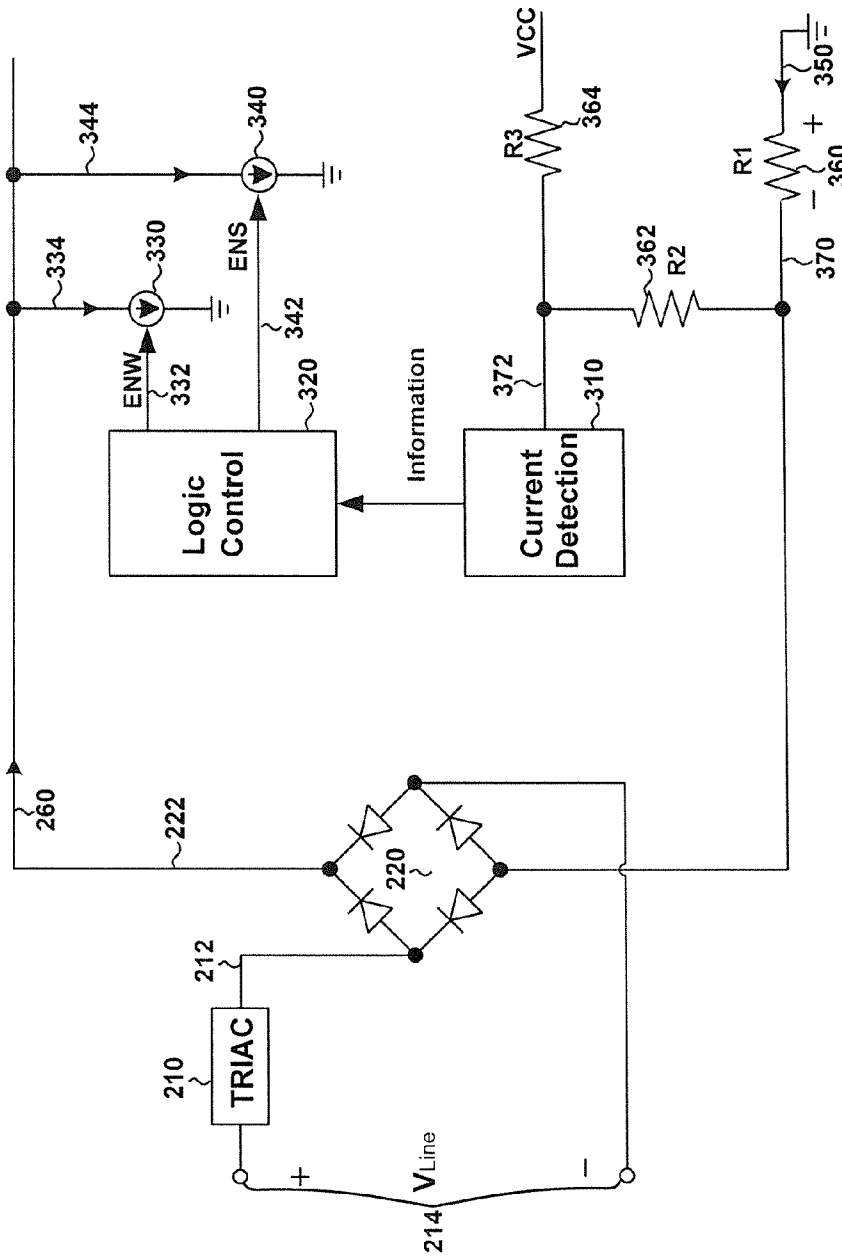 260
222
344
334
340
330
ENW
332
ENS
342
320
Logic
Control
Information
310
372
Current
Detection
VCC
R3
364
362
R2
350
+
R1
360
−
370
220
212
210
TRIAC
+
VLine
214
−